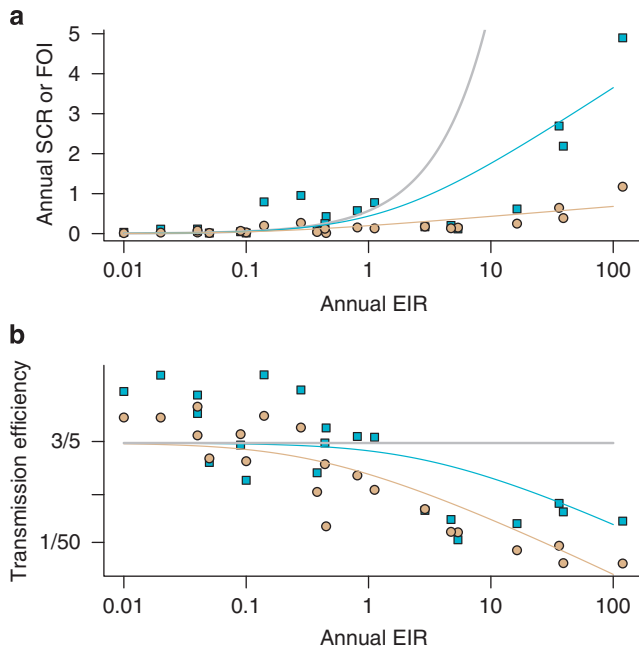 a
Annual SCR or FOI
5
4
3
2
1
0
0.01 0.1 1 10 100
Annual EIR
b
Transmission efficiency
3/5
1/50
0.01 0.1 1 10 100
Annual EIR